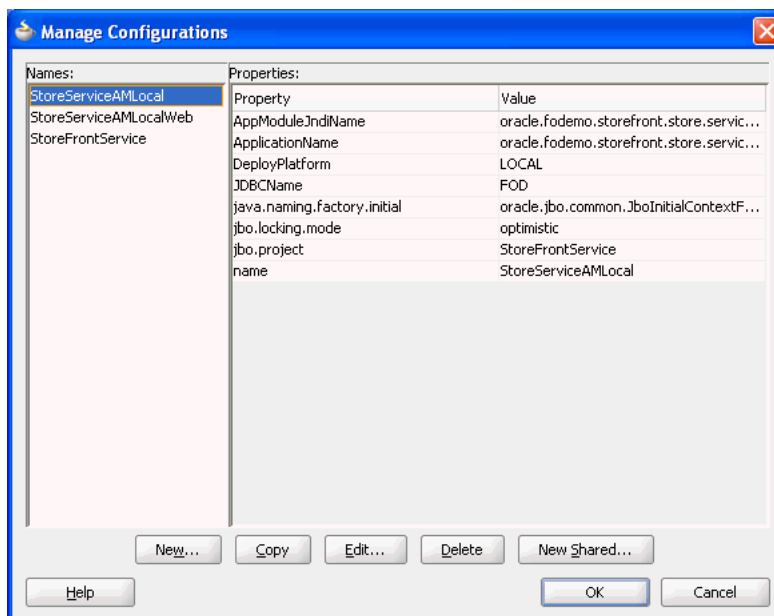 Manage Configurations
Names:
StoreServiceAMLocal
StoreServiceAMLocalWeb
StoreFrontService
Properties:
Property Value
AppModuleJndiName oracle.fodemo.storefront.store.servic...
ApplicationName oracle.fodemo.storefront.store.servic...
DeployPlatform LOCAL
JDBCName FOD
java.naming.factory.initial oracle.jbo.common.JboInitialContextF...
jbo.locking.mode optimistic
jbo.project StoreFrontService
name StoreServiceAMLocal
New... Copy Edit... Delete New Shared...
Help OK Cancel